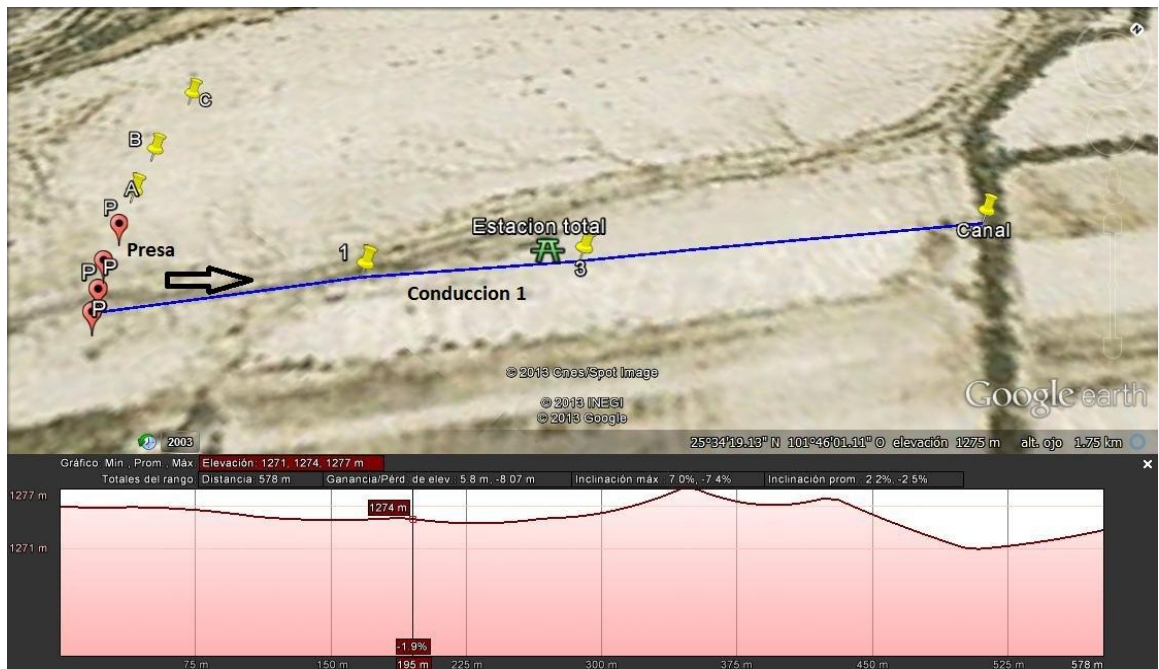 N
C
B
A
P
Presa
P
P
P
P
1
Estacion total
3
Canal
Conduccion 1
© 2013 Cnes/Spot Image
© 2013 INEGI
© 2013 Google
Google earth
2003
25°34'19.13" N 101°46'01.11" O elevación 1275 m alt. ojo 1.75 km
Gráfico: Mín., Prom., Máx. Elevación: 1271, 1274, 1277 m
Totales del rango: Distancia: 578 m Ganancia/Pérd. de elev.: 5.8 m, -8.07 m Inclinación máx.: 7.0%, -7.4% Inclinación prom.: 2.2%, -2.5%
1277 m
1274 m
1271 m
-1.9%
75 m 150 m 195 m 225 m 300 m 375 m 450 m 525 m 578 m